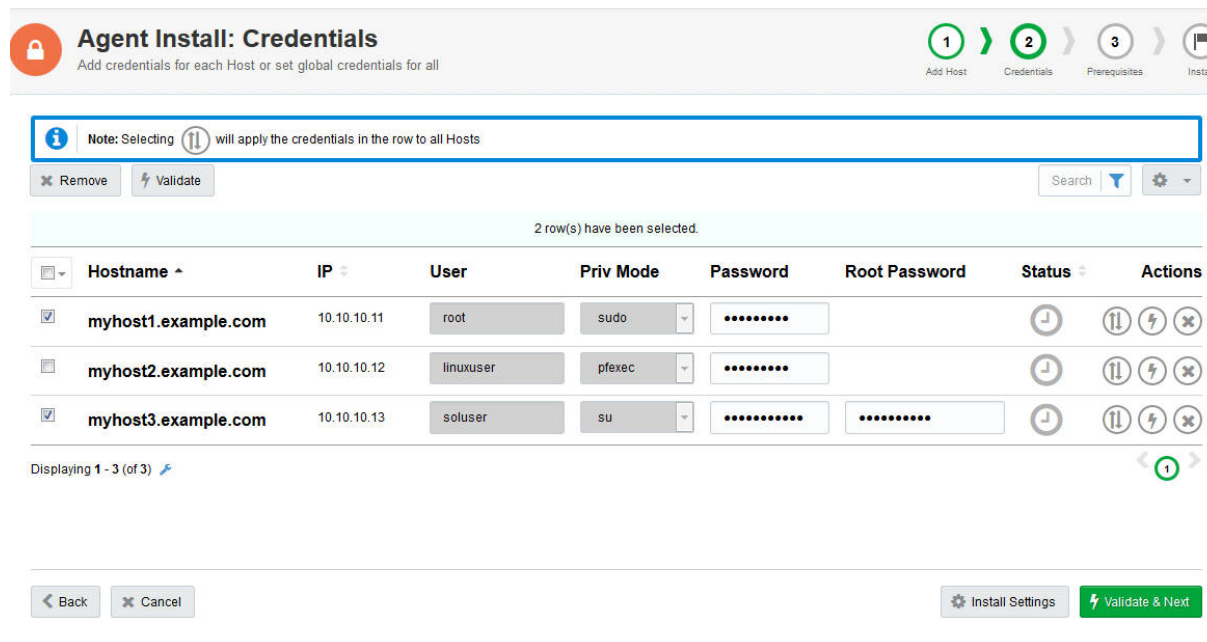 Agent Install: Credentials
Add credentials for each Host or set global credentials for all
1 2 3
Add Host Credentials Prerequisites
Note: Selecting will apply the credentials in the row to all Hosts
Remove Validate Search
2 row(s) have been selected.
Hostname IP User Priv Mode Password Root Password Status Actions
myhost1.example.com 10.10.10.11 root sudo •••••••••
myhost2.example.com 10.10.10.12 linuxuser pfexec •••••••••
myhost3.example.com 10.10.10.13 soluser su ••••••••••• ••••••••••
Displaying 1 - 3 (of 3) 1
Back Cancel Install Settings Validate & Next